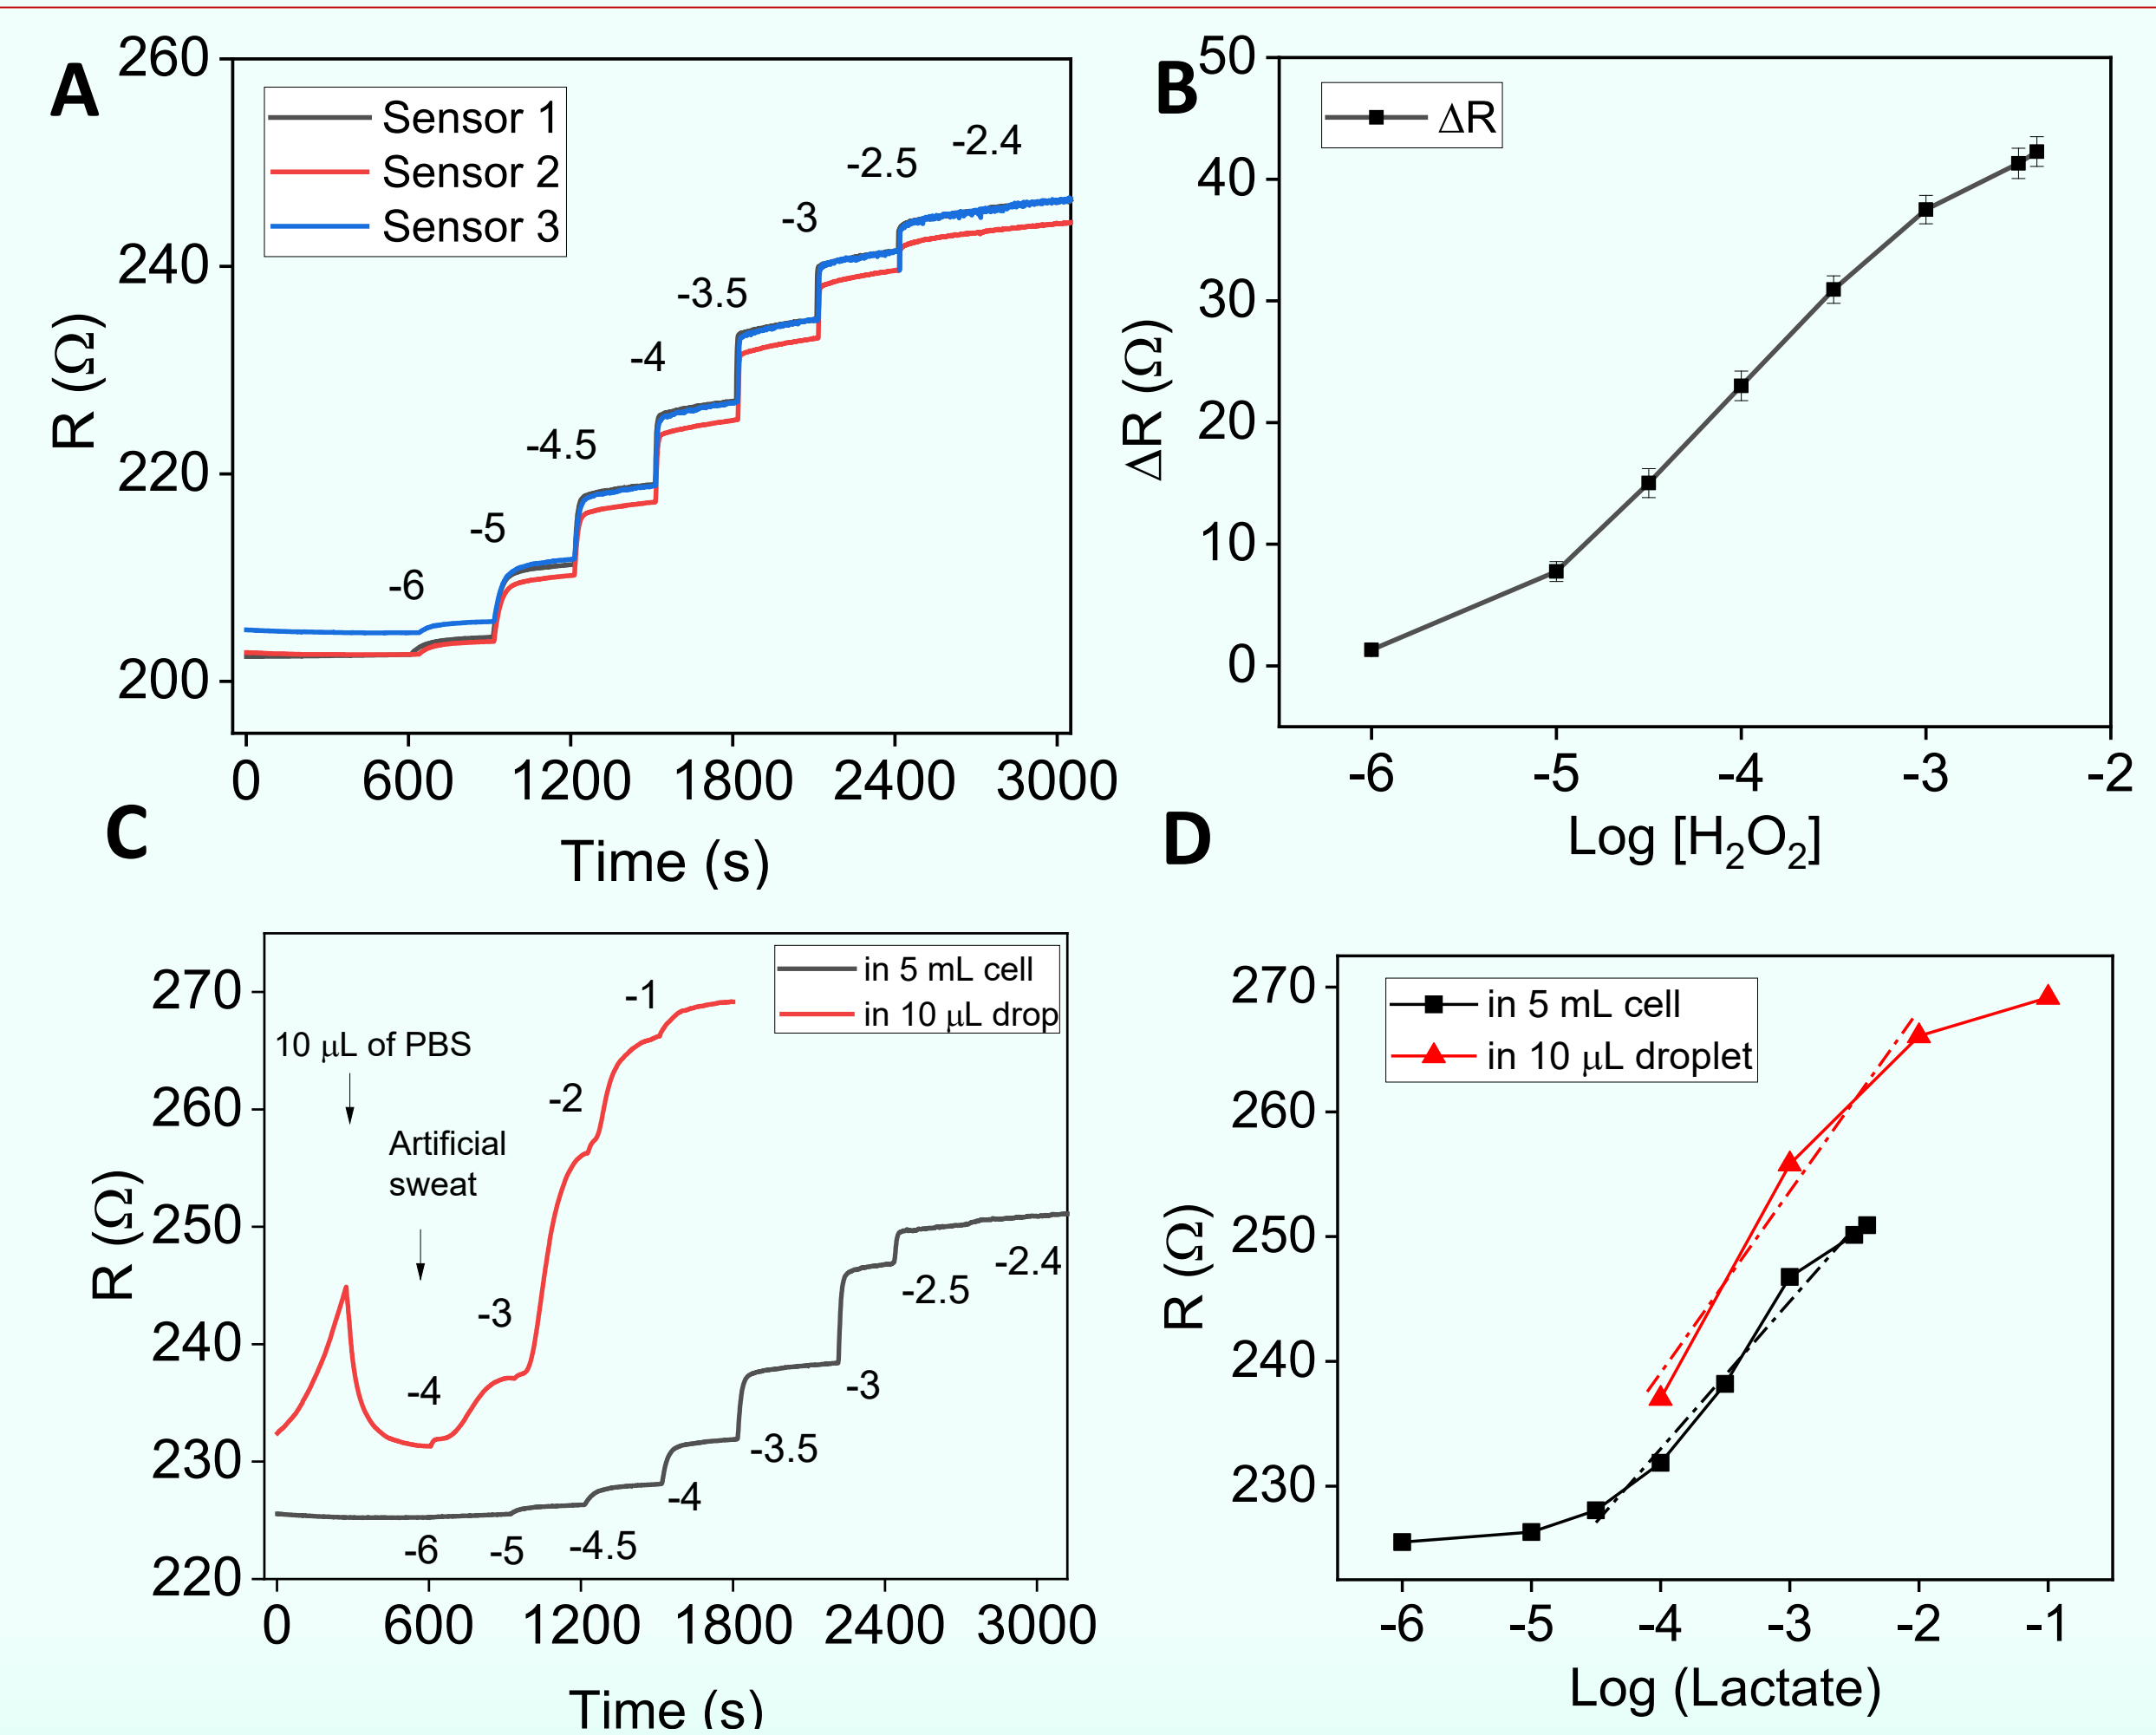 A
260
240
220
200
R (Ω)
Sensor 1
Sensor 2
Sensor 3
-6
-5
-4.5
-4
-3.5
-3
-2.5
-2.4
0 600 1200 1800 2400 3000
Time (s)
B
50
40
30
20
10
0
ΔR (Ω)
ΔR
-6 -5 -4 -3 -2
Log [H₂O₂]
C
270
260
250
240
230
220
R (Ω)
in 5 mL cell
in 10 μL drop
10 μL of PBS
Artificial
sweat
-4
-3
-2
-1
-6
-5
-4.5
-4
-3.5
-3
-2.5
-2.4
0 600 1200 1800 2400 3000
Time (s)
D
270
260
250
240
230
R (Ω)
in 5 mL cell
in 10 μL droplet
-6 -5 -4 -3 -2 -1
Log (Lactate)